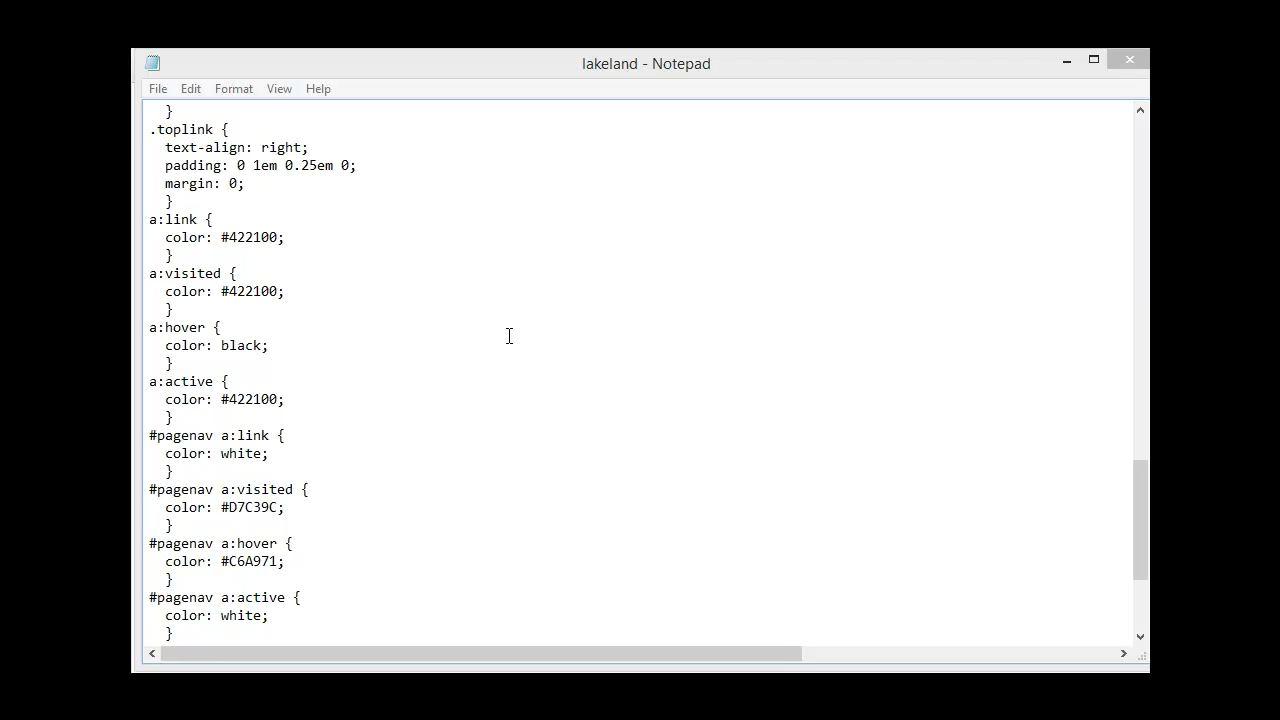 lakeland - Notepad
File Edit Format View Help
}
.toplink {
text-align: right;
padding: 0 1em 0.25em 0;
margin: 0;
}
a:link {
color: #422100;
}
a:visited {
color: #422100;
}
a:hover {
color: black;
}
a:active {
color: #422100;
}
#pagenav a:link {
color: white;
}
#pagenav a:visited {
color: #D7C39C;
}
#pagenav a:hover {
color: #C6A971;
}
#pagenav a:active {
color: white;
}